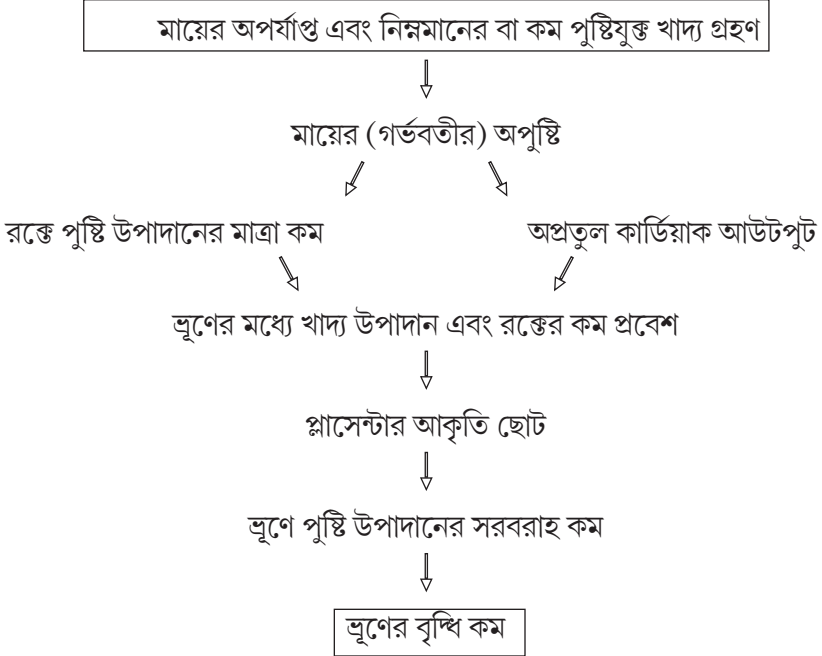 মায়ের অপর্যাপ্ত এবং নিম্নমানের বা কম পুষ্টিযুক্ত খাদ্য গ্রহণ
মায়ের (গর্ভবতীর) অপুষ্টি
রক্তে পুষ্টি উপাদানের মাত্রা কম
অপ্রতুল কার্ডিয়াক আউটপুট
ভ্রূণের মধ্যে খাদ্য উপাদান এবং রক্তের কম প্রবেশ
প্লাসেন্টার আকৃতি ছোট
ভ্রূণে পুষ্টি উপাদানের সরবরাহ কম
ভ্রূণের বৃদ্ধি কম